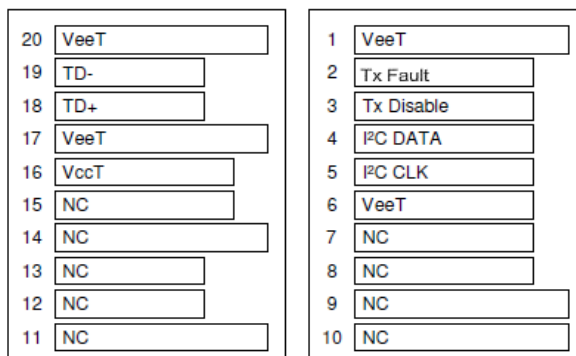 20 VeeT
19 TD-
18 TD+
17 VeeT
16 VccT
15 NC
14 NC
13 NC
12 NC
11 NC
1 VeeT
2 Tx Fault
3 Tx Disable
4 I²C DATA
5 I²C CLK
6 VeeT
7 NC
8 NC
9 NC
10 NC